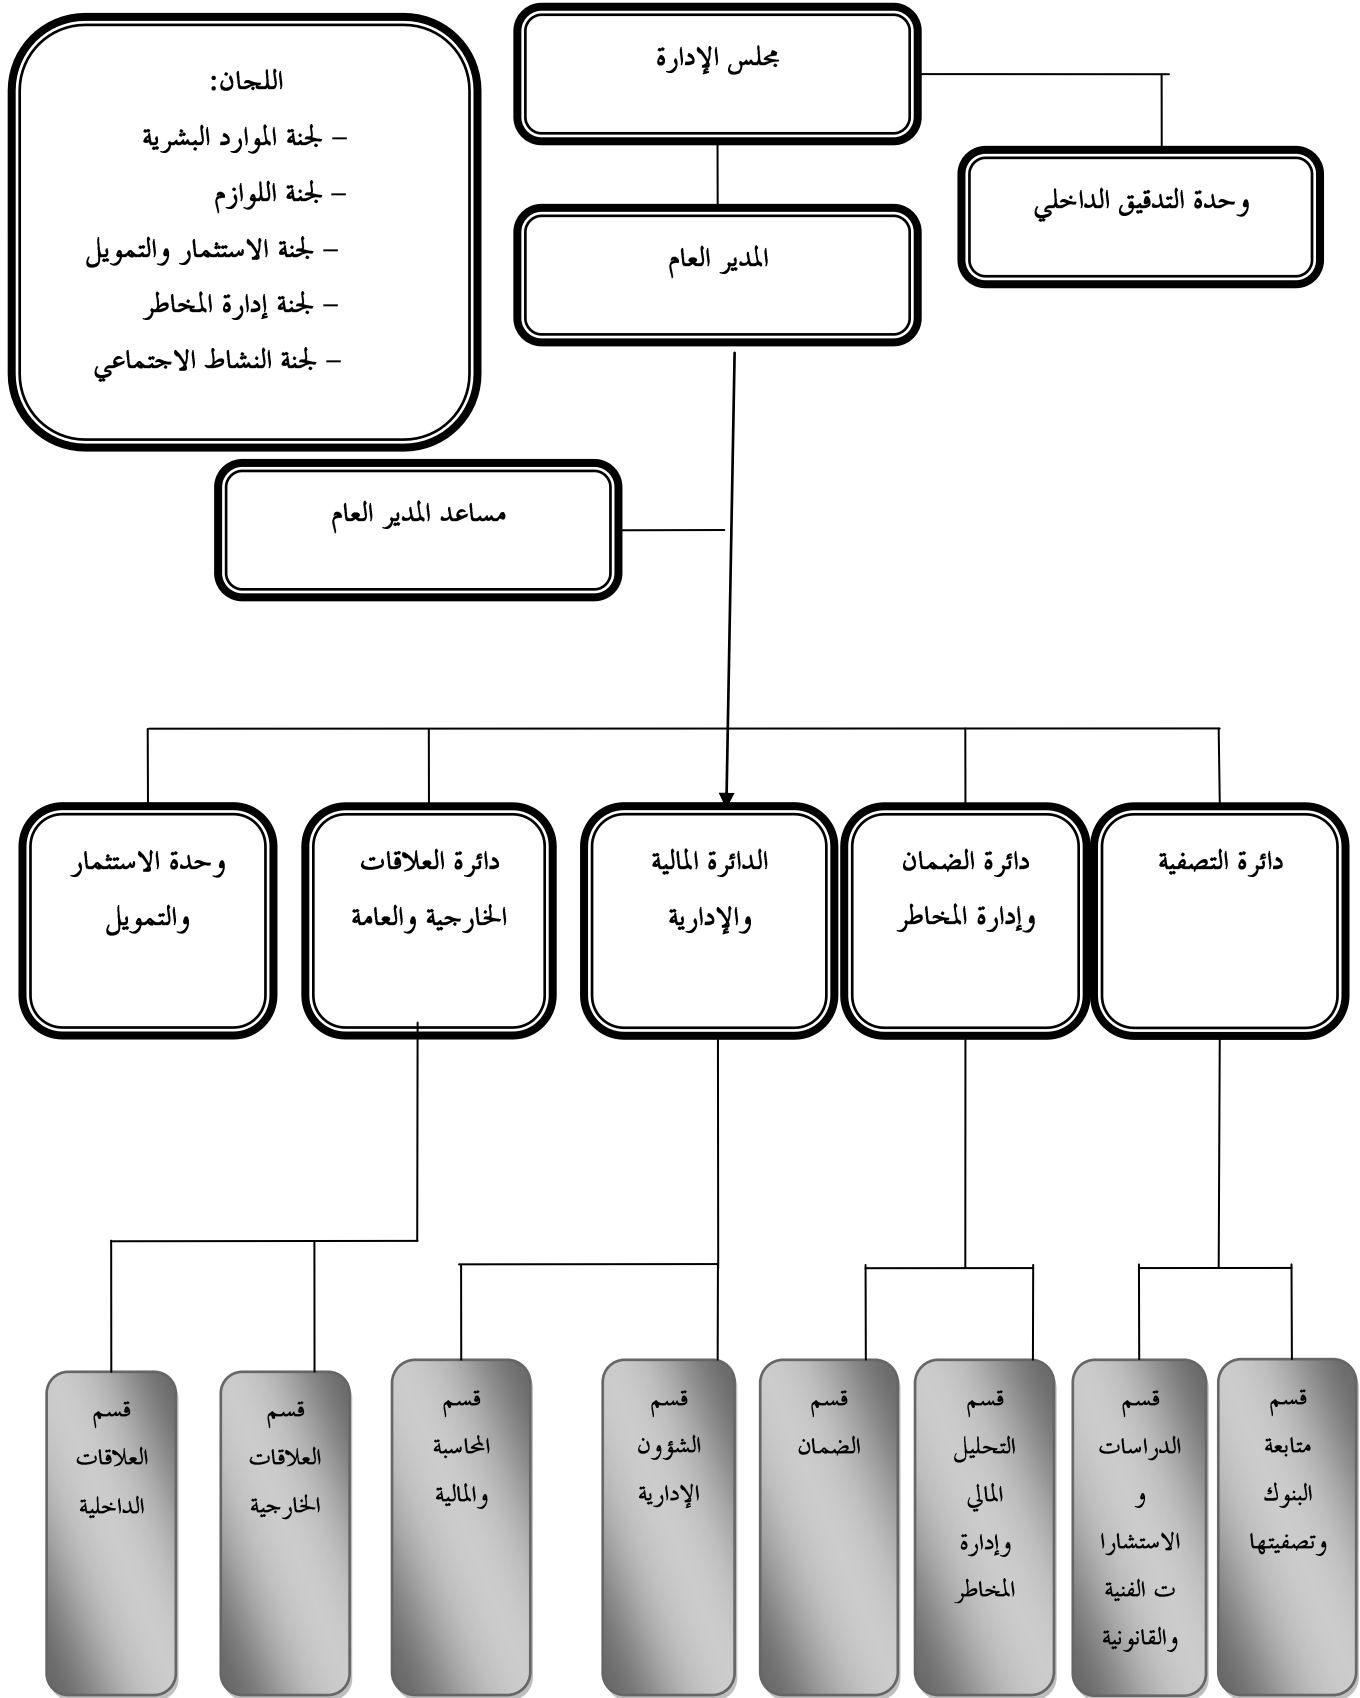 مجلس الإدارة
وحدة التدقيق الداخلي
المدير العام
اللجان:
– لجنة الموارد البشرية
– لجنة اللوازم
– لجنة الاستثمار والتمويل
– لجنة إدارة المخاطر
– لجنة النشاط الاجتماعي
مساعد المدير العام
دائرة التصفية
دائرة الضمان
وإدارة المخاطر
الدائرة المالية
والإدارية
دائرة العلاقات
الخارجية والعامة
وحدة الاستثمار
والتمويل
قسم
متابعة
البنوك
وتصفيتها
قسم
الدراسات
و
الاستشارا
ت الفنية
والقانونية
قسم
التحليل
المالي
وإدارة
المخاطر
قسم
الضمان
قسم
الشؤون
الإدارية
قسم
المحاسبة
والمالية
قسم
العلاقات
الخارجية
قسم
العلاقات
الداخلية